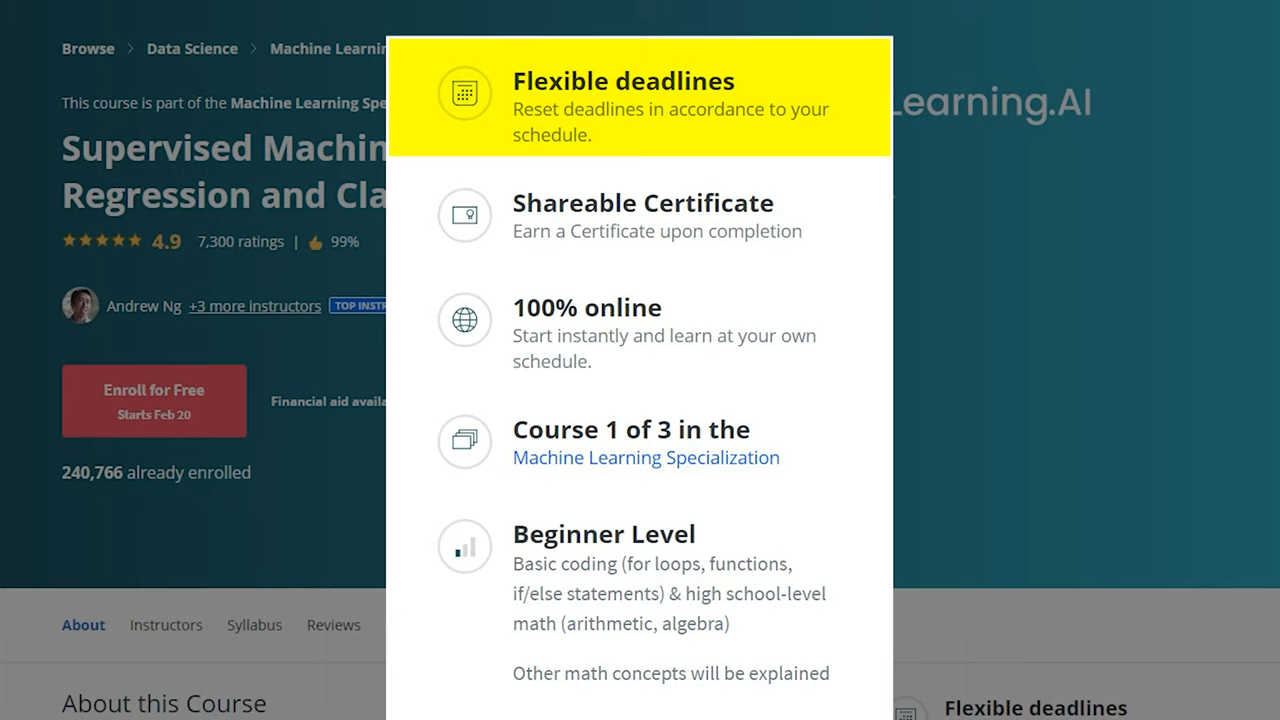 Browse > Data Science > Machine Learnin
This course is part of the Machine Learning Spe
Supervised Machin
Regression and Cla
4.9 7,300 ratings | 99%
Andrew Ng +3 more instructors TOP INSTR
Enroll for Free
Starts Feb 20
Financial aid availa
240,766 already enrolled
Learning.AI
Flexible deadlines
Reset deadlines in accordance to your
schedule.
Shareable Certificate
Earn a Certificate upon completion
100% online
Start instantly and learn at your own
schedule.
Course 1 of 3 in the
Machine Learning Specialization
Beginner Level
Basic coding (for loops, functions,
if/else statements) & high school-level
math (arithmetic, algebra)
Other math concepts will be explained
About Instructors Syllabus Reviews
About this Course
Flexible deadlines